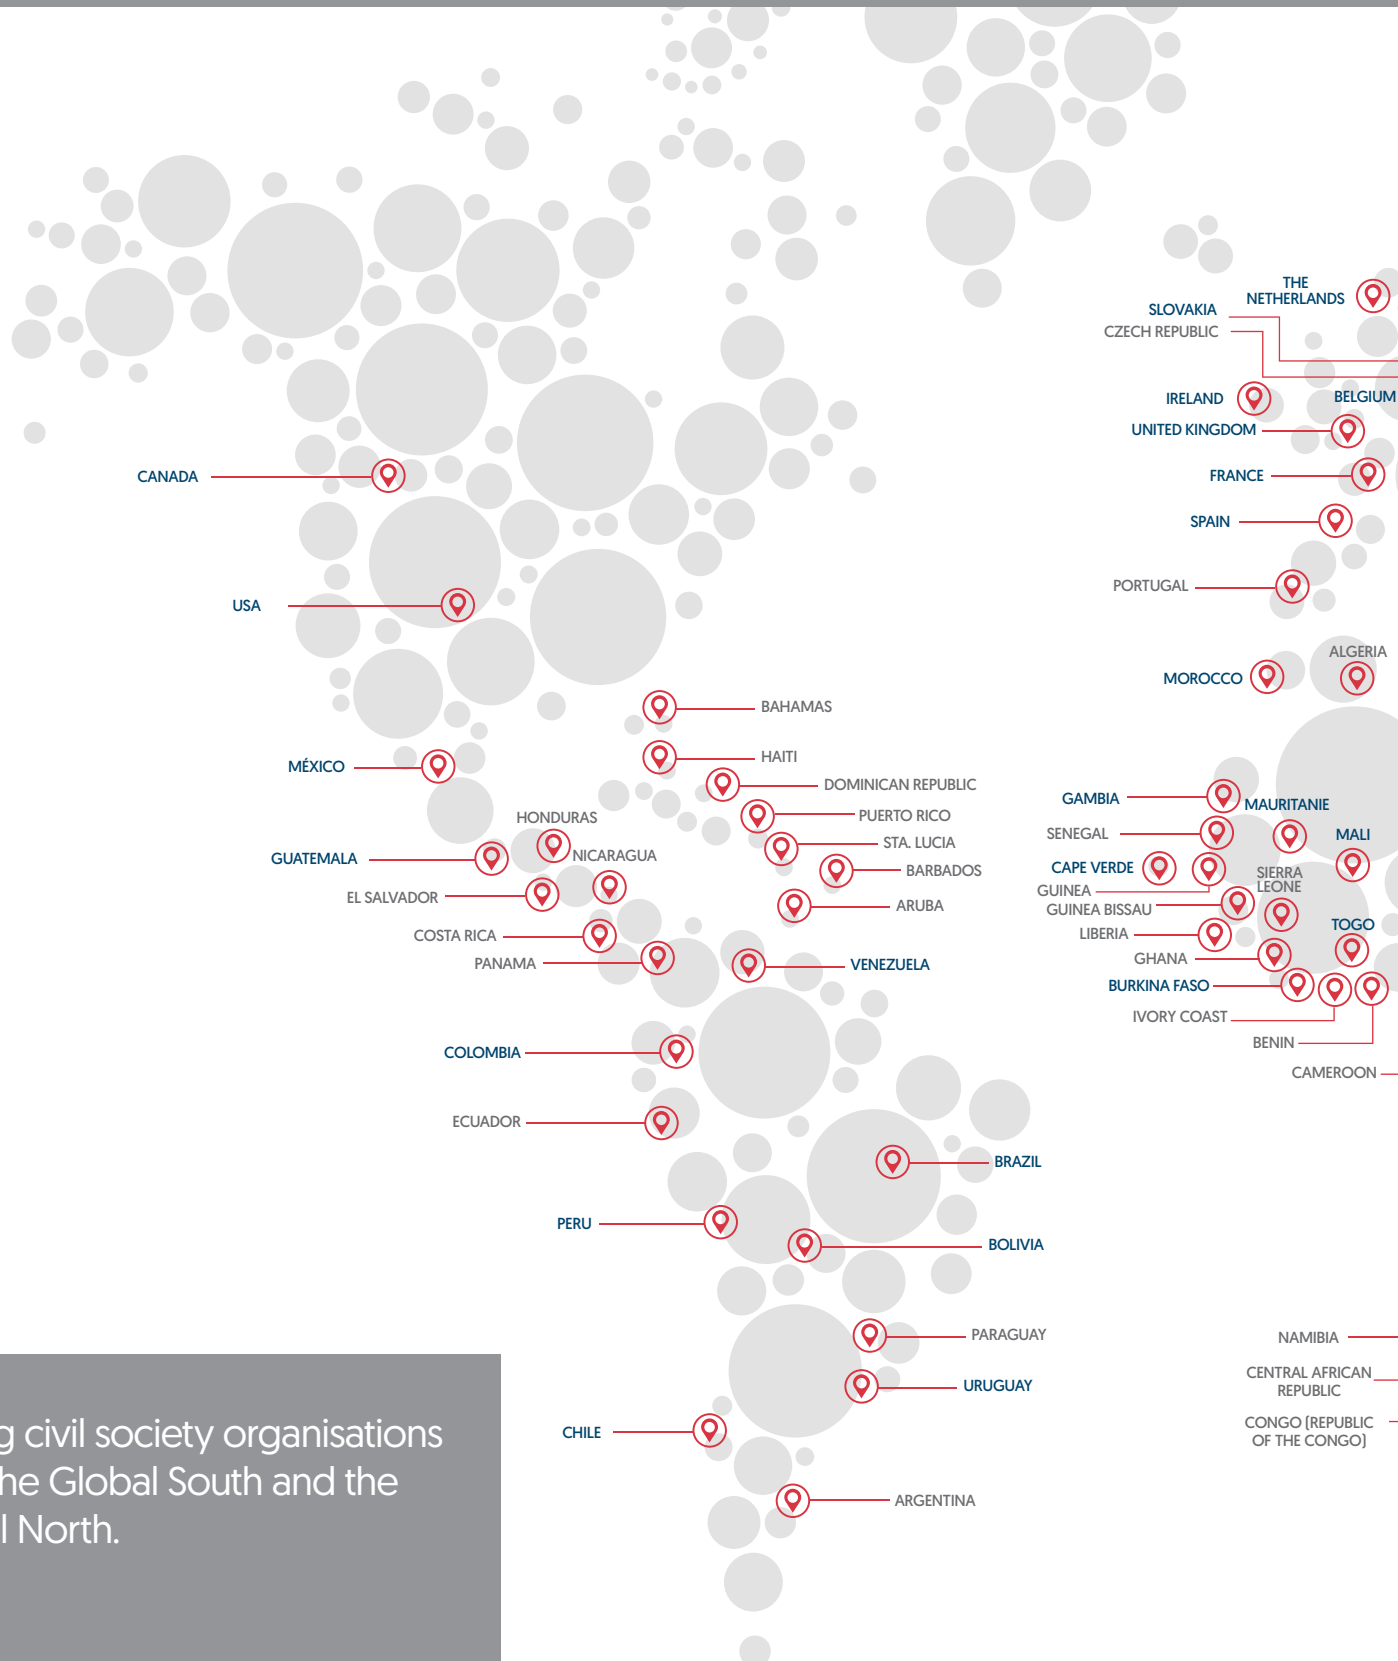 THE
NETHERLANDS
SLOVAKIA
CZECH REPUBLIC
IRELAND
BELGIUM
UNITED KINGDOM
FRANCE
CANADA
SPAIN
PORTUGAL
USA
ALGERIA
MOROCCO
BAHAMAS
HAITI
MÉXICO
DOMINICAN REPUBLIC
GAMBIA
MAURITANIE
PUERTO RICO
HONDURAS
SENEGAL
MALI
STA. LUCIA
NICARAGUA
GUATEMALA
CAPE VERDE
BARBADOS
SIERRA
LEONE
GUINEA
EL SALVADOR
ARUBA
GUINEA BISSAU
TOGO
COSTA RICA
LIBERIA
GHANA
PANAMA
VENEZUELA
BURKINA FASO
IVORY COAST
BENIN
COLOMBIA
CAMEROON
ECUADOR
BRAZIL
PERU
BOLIVIA
PARAGUAY
NAMIBIA
CENTRAL AFRICAN
REPUBLIC
URUGUAY
CONGO (REPUBLIC
OF THE CONGO)
CHILE
ARGENTINA
g civil society organisations
he Global South and the
l North.